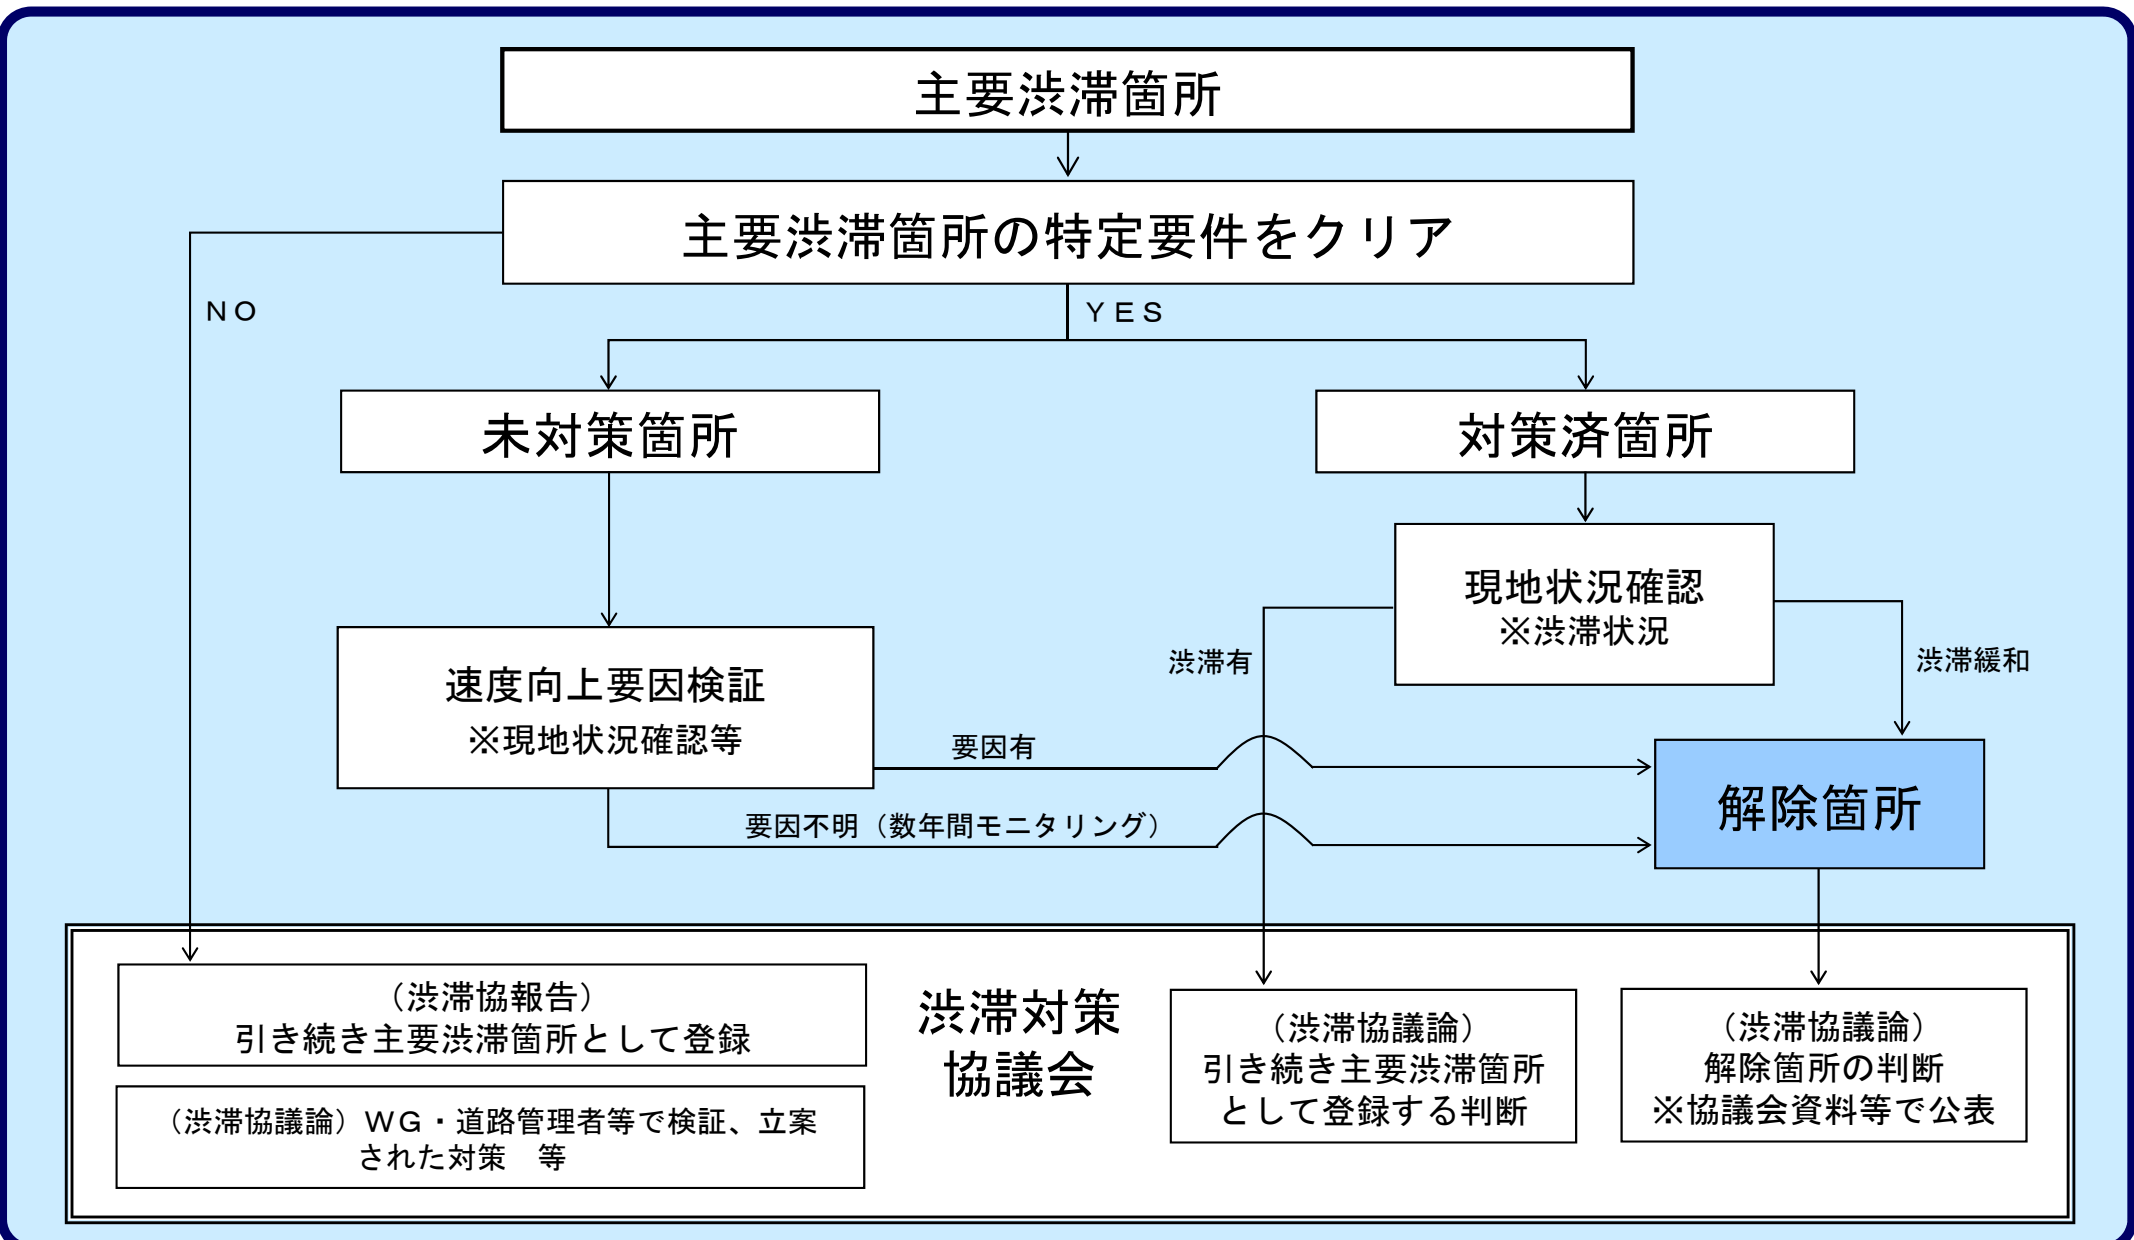 主要渋滞箇所
主要渋滞箇所の特定要件をクリア
ＮＯ
ＹＥＳ
未対策箇所
対策済箇所
現地状況確認
※渋滞状況
渋滞有
渋滞緩和
速度向上要因検証
※現地状況確認等
要因有
要因不明（数年間モニタリング）
解除箇所
（渋滞協報告）
引き続き主要渋滞箇所として登録
（渋滞協議論）ＷＧ・道路管理者等で検証、立案
された対策　等
渋滞対策
協議会
（渋滞協議論）
引き続き主要渋滞箇所
として登録する判断
（渋滞協議論）
解除箇所の判断
※協議会資料等で公表